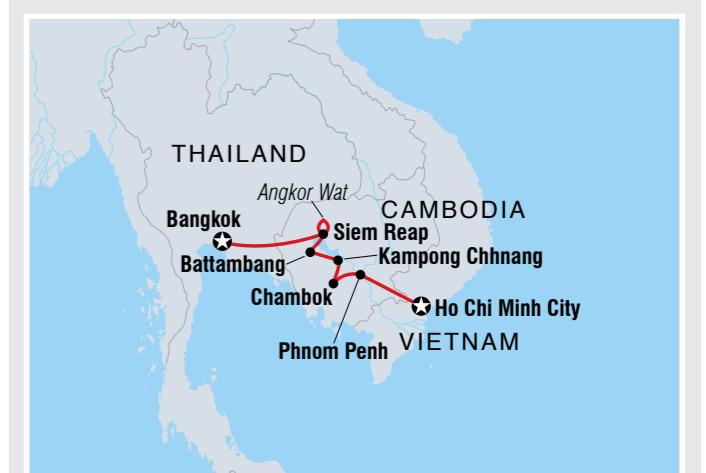 THAILAND
Angkor Wat
CAMBODIA
Bangkok
Siem Reap
Battambang
Kampong Chhnang
Chambok
Ho Chi Minh City
Phnom Penh
VIETNAM